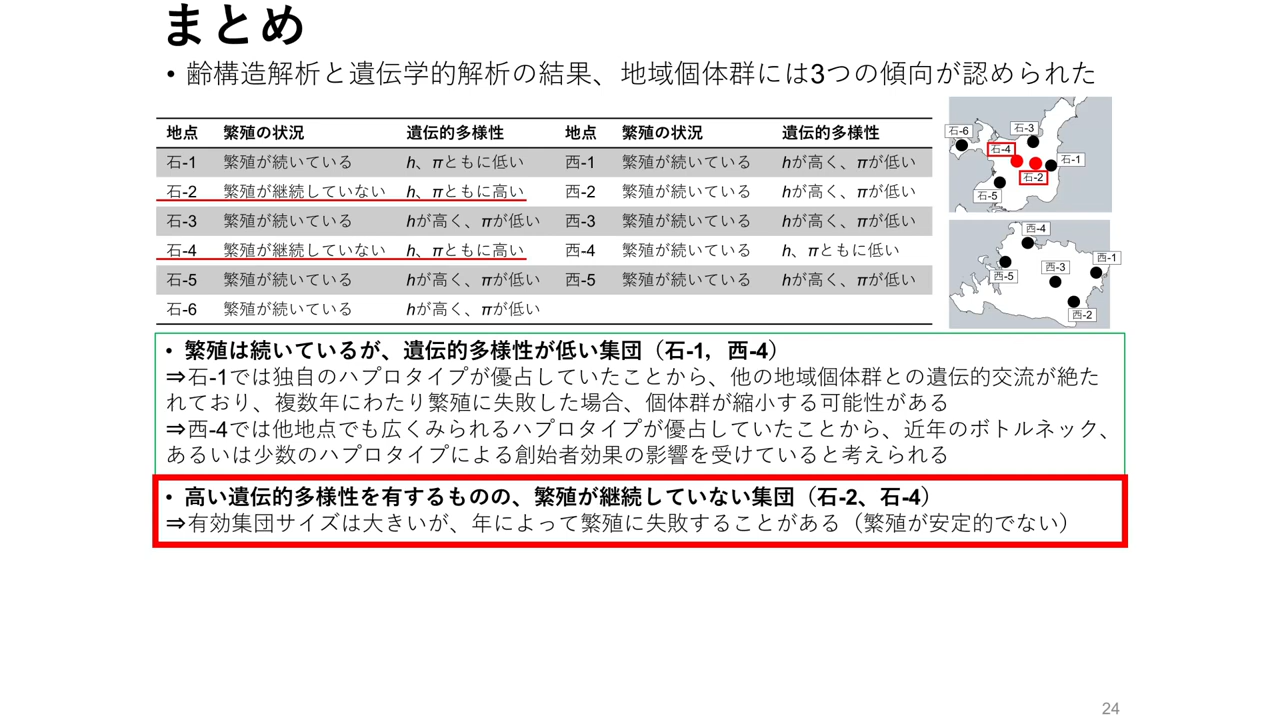 まとめ
• 齢構造解析と遺伝学的解析の結果、地域個体群には3つの傾向が認められた
地点 繁殖の状況 遺伝的多様性 地点 繁殖の状況 遺伝的多様性
石-1 繁殖が続いている h、πともに低い 西-1 繁殖が続いている hが高く、πが低い
石-2 繁殖が継続していない h、πともに高い 西-2 繁殖が続いている hが高く、πが低い
石-3 繁殖が続いている hが高く、πが低い 西-3 繁殖が続いている hが高く、πが低い
石-4 繁殖が継続していない h、πともに高い 西-4 繁殖が続いている h、πともに低い
石-5 繁殖が続いている hが高く、πが低い 西-5 繁殖が続いている hが高く、πが低い
石-6 繁殖が続いている hが高く、πが低い
石-3
石-6
石-4
石-1
石-2
石-5
西-4
西-1
西-3
西-5
西-2
• 繁殖は続いているが、遺伝的多様性が低い集団（石-1，西-4）
⇒石-1では独自のハプロタイプが優占していたことから、他の地域個体群との遺伝的交流が絶た
れており、複数年にわたり繁殖に失敗した場合、個体群が縮小する可能性がある
⇒西-4では他地点でも広くみられるハプロタイプが優占していたことから、近年のボトルネック、
あるいは少数のハプロタイプによる創始者効果の影響を受けていると考えられる
• 高い遺伝的多様性を有するものの、繁殖が継続していない集団（石-2、石-4）
⇒有効集団サイズは大きいが、年によって繁殖に失敗することがある（繁殖が安定的でない）
24